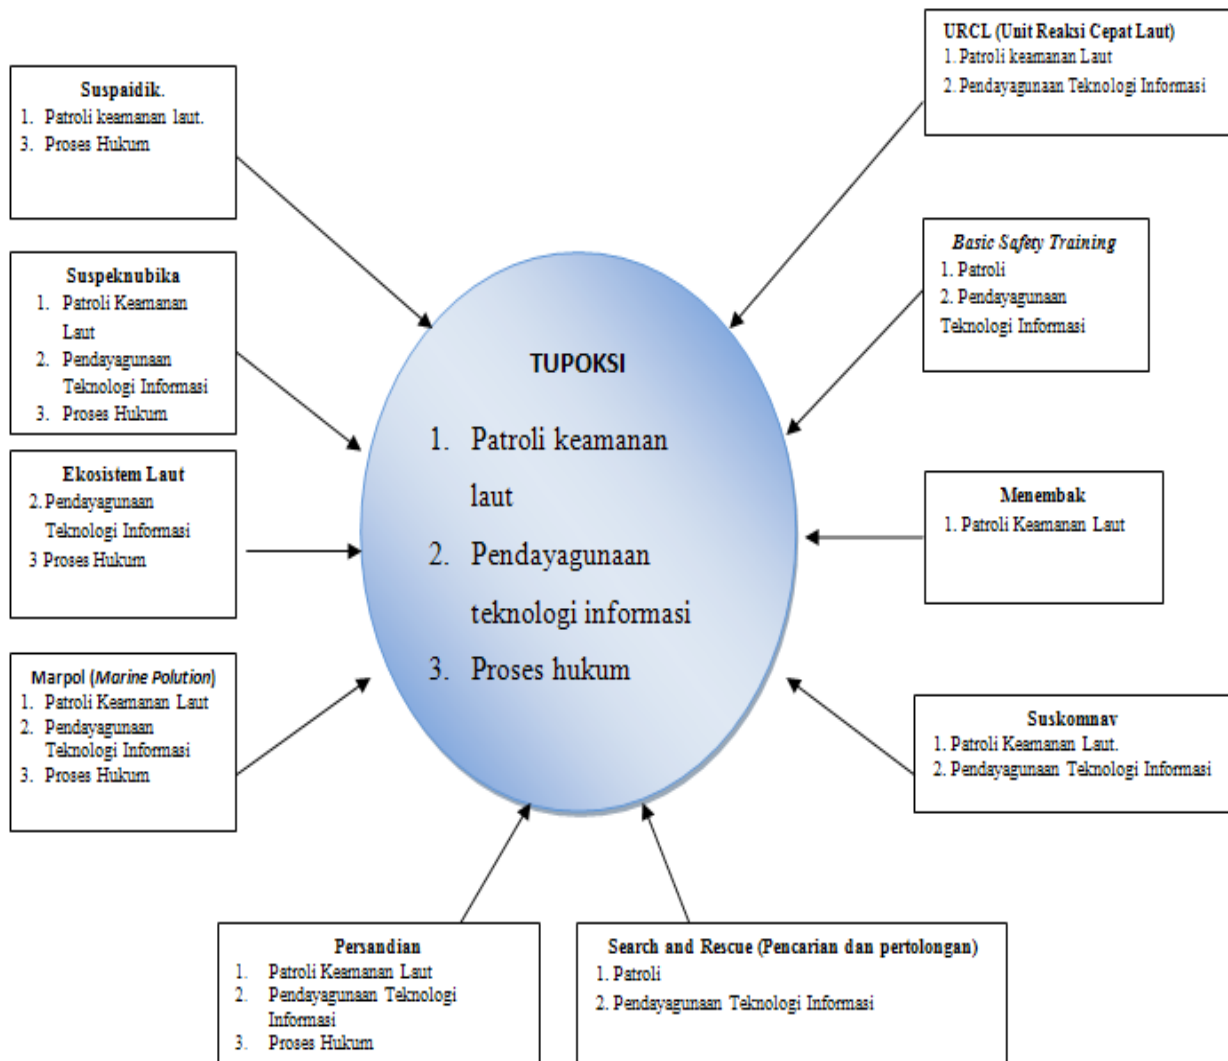 URCL (Unit Reaksi Cepat Laut)
1. Patroli keamanan Laut
2. Pendayagunaan Teknologi Informasi
Suspaidik.
1. Patroli keamanan laut.
3. Proses Hukum
Basic Safety Training
1. Patroli
2. Pendayagunaan
Teknologi Informasi
Suspeknubika
1. Patroli Keamanan
Laut
2. Pendayagunaan
Teknologi Informasi
3. Proses Hukum
TUPOKSI
1. Patroli keamanan
laut
2. Pendayagunaan
teknologi informasi
3. Proses hukum
Ekosistem Laut
2. Pendayagunaan
Teknologi Informasi
3 Proses Hukum
Menembak
1. Patroli Keamanan Laut
Marpol (Marine Polution)
1. Patroli Keamanan Laut
2. Pendayagunaan
Teknologi Informasi
3. Proses Hukum
Suskomnav
1. Patroli Keamanan Laut.
2. Pendayagunaan Teknologi Informasi
Persandian
1. Patroli Keamanan Laut
2. Pendayagunaan Teknologi
Informasi
3. Proses Hukum
Search and Rescue (Pencarian dan pertolongan)
1. Patroli
2. Pendayagunaan Teknologi Informasi